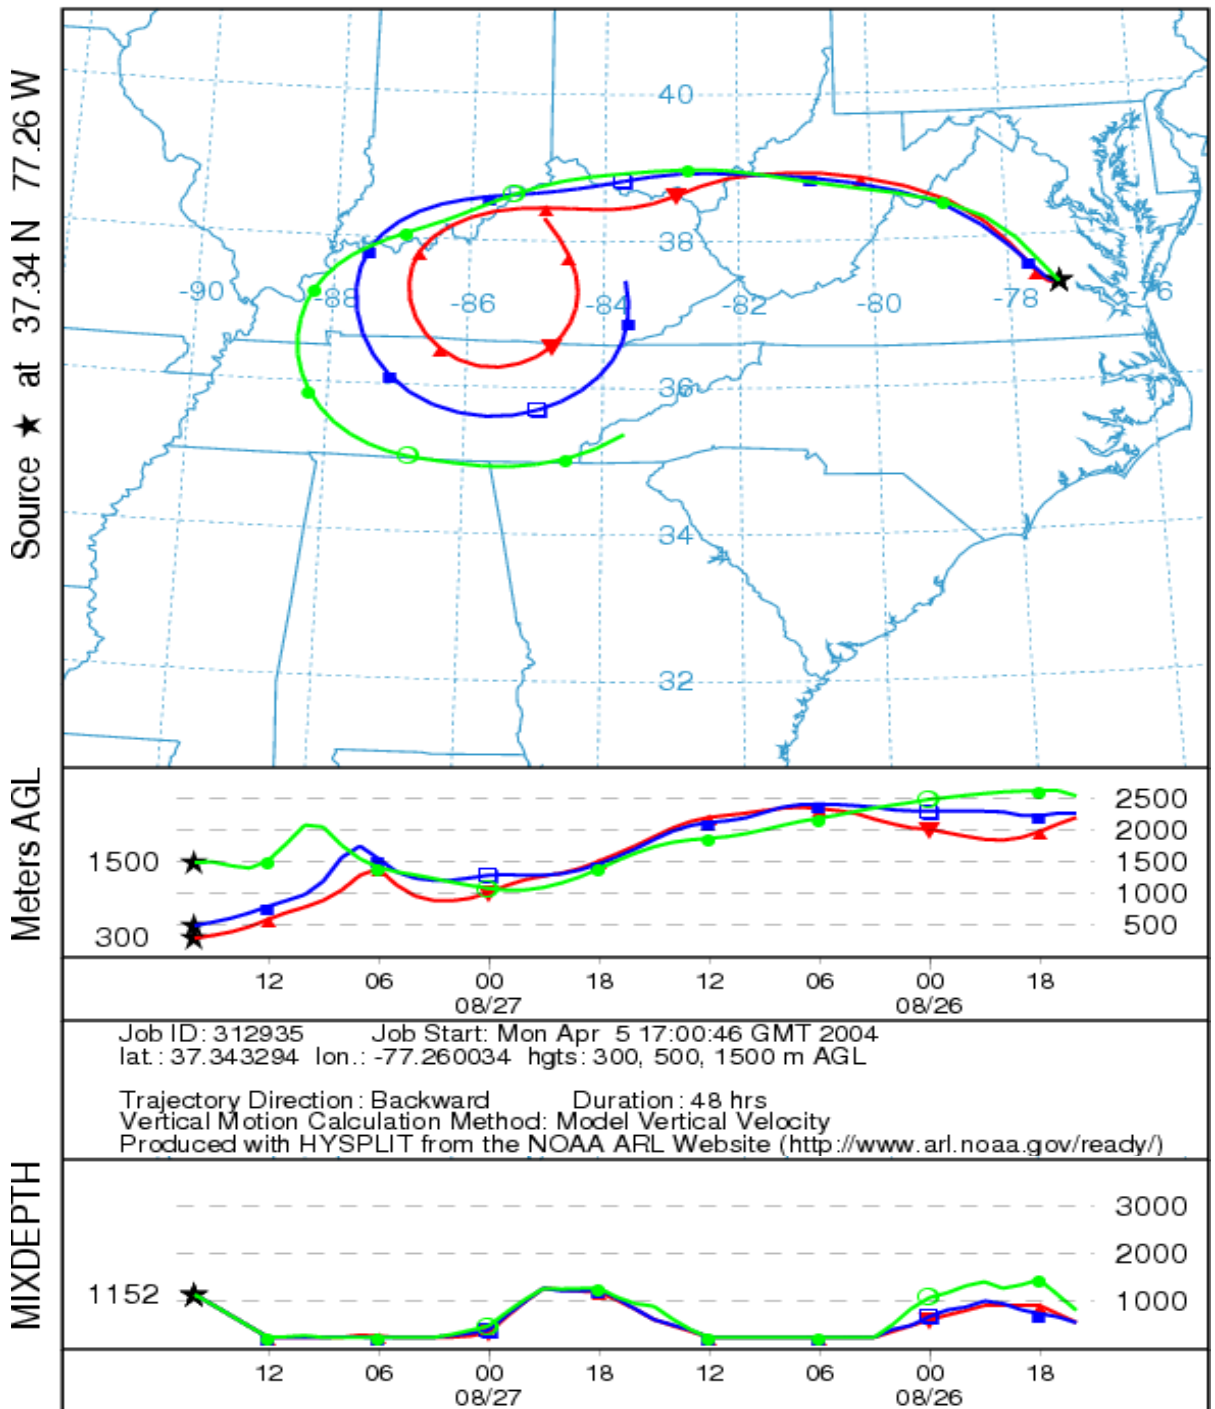 Source ★ at 37.34 N 77.26 W
40
38
-90 -88 -86 -84 -82 -80 -78 -76
36
34
32
Meters AGL
2500
2000
1500 1500
1000
300 500
12 06 00 18 12 06 00 18
08/27 08/26
Job ID: 312935 Job Start: Mon Apr 5 17:00:46 GMT 2004
lat.: 37.343294 lon.: -77.260034 hgts: 300, 500, 1500 m AGL
Trajectory Direction: Backward Duration: 48 hrs
Vertical Motion Calculation Method: Model Vertical Velocity
Produced with HYSPLIT from the NOAA ARL Website (http://www.arl.noaa.gov/ready/)
MIXDEPTH
3000
2000
1152 1000
12 06 00 18 12 06 00 18
08/27 08/26